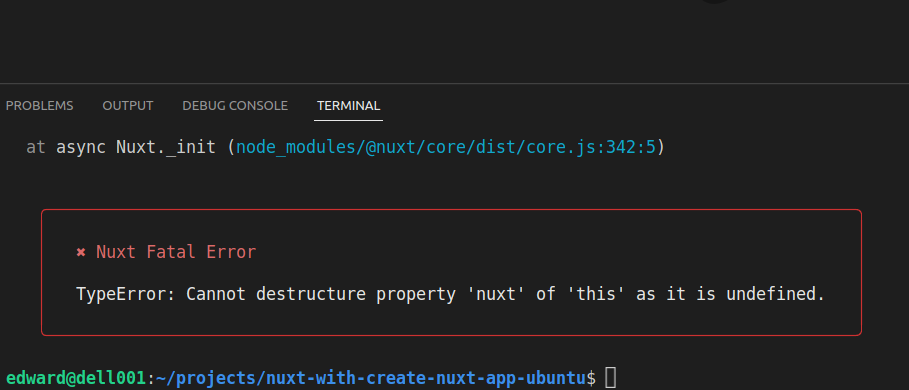 PROBLEMS OUTPUT DEBUG CONSOLE TERMINAL
at async Nuxt._init (node_modules/@nuxt/core/dist/core.js:342:5)
✖ Nuxt Fatal Error
TypeError: Cannot destructure property 'nuxt' of 'this' as it is undefined.
edward@dell001:~/projects/nuxt-with-create-nuxt-app-ubuntu$